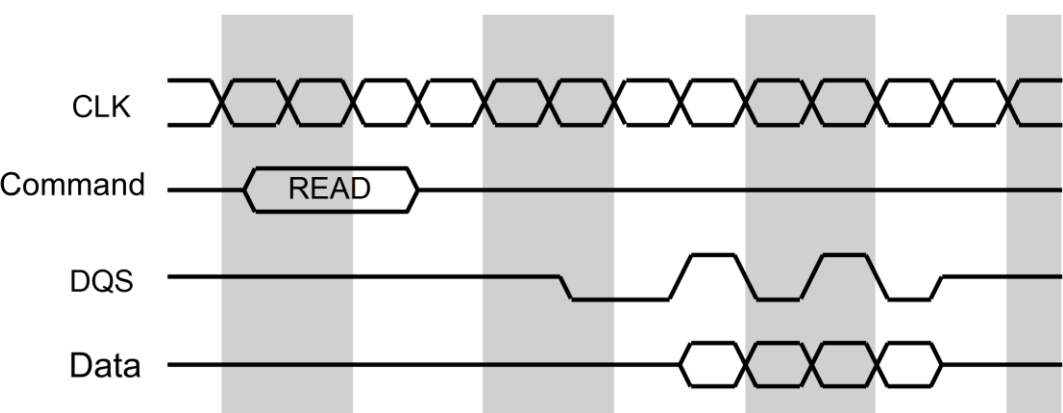 CLK
Command
READ
DQS
Data